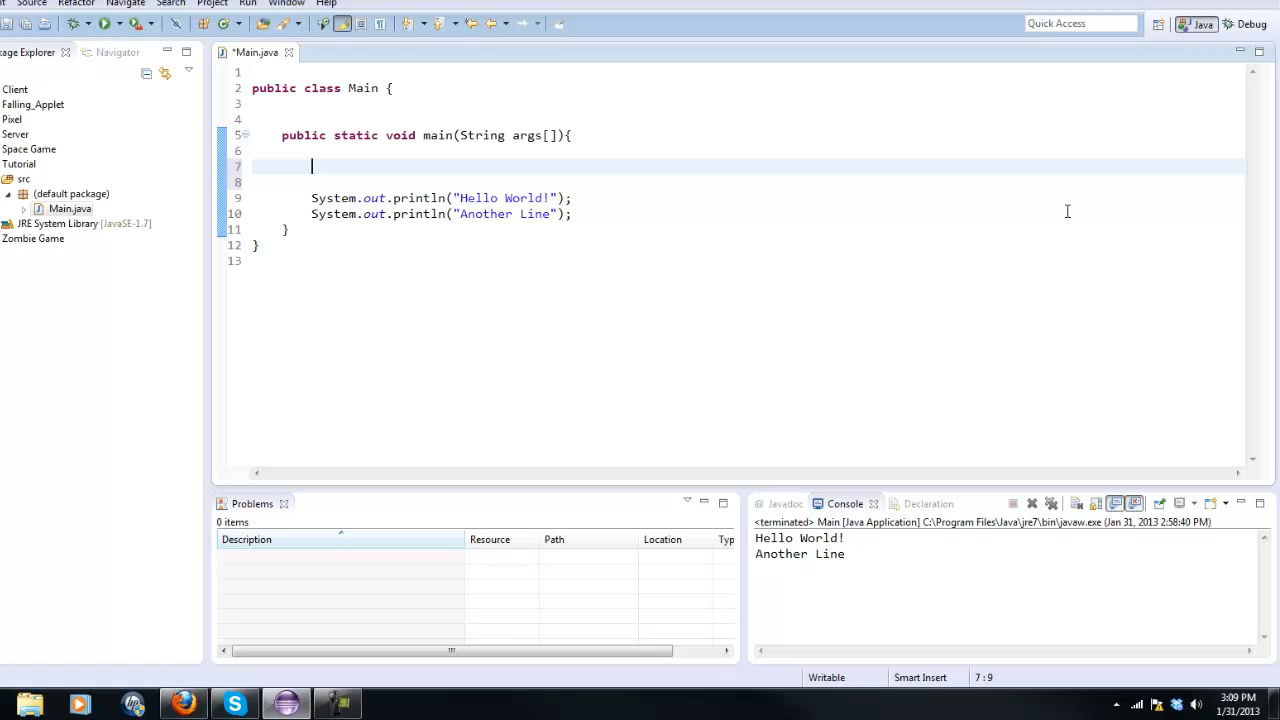 Source Refactor Navigate Search Project Run Window Help
Quick Access
Java
Debug
kage Explorer
Navigator
*Main.java
Client
Falling_Applet
Pixel
Server
Space Game
Tutorial
src
(default package)
Main.java
JRE System Library [JavaSE-1.7]
Zombie Game
1
2 public class Main {
3
4
5 public static void main(String args[]){
6
7
8
9 System.out.println("Hello World!");
10 System.out.println("Another Line");
11 }
12 }
13
Problems
0 items
Description Resource Path Location Typ
Javadoc Console Declaration
<terminated> Main [Java Application] C:\Program Files\Java\jre7\bin\javaw.exe (Jan 31, 2013 2:58:40 PM)
Hello World!
Another Line
Writable Smart Insert 7 : 9
3:09 PM
1/31/2013